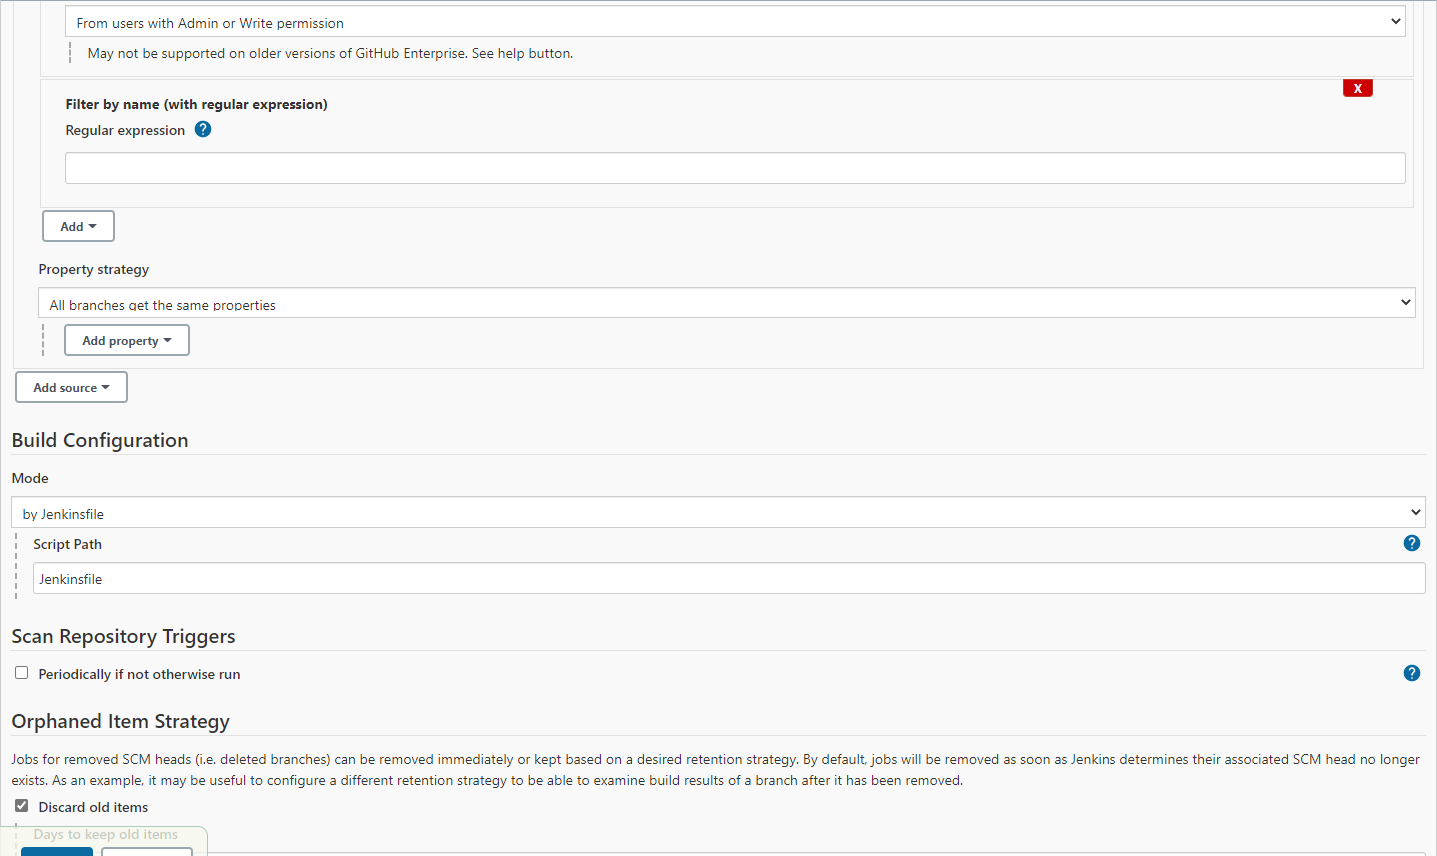 From users with Admin or Write permission
May not be supported on older versions of GitHub Enterprise. See help button.
X
Filter by name (with regular expression)
Regular expression ?
Add
Property strategy
All branches get the same properties
Add property
Add source
Build Configuration
Mode
by Jenkinsfile
Script Path ?
Jenkinsfile
Scan Repository Triggers
Periodically if not otherwise run ?
Orphaned Item Strategy
Jobs for removed SCM heads (i.e. deleted branches) can be removed immediately or kept based on a desired retention strategy. By default, jobs will be removed as soon as Jenkins determines their associated SCM head no longer
exists. As an example, it may be useful to configure a different retention strategy to be able to examine build results of a branch after it has been removed.
Discard old items
Days to keep old items